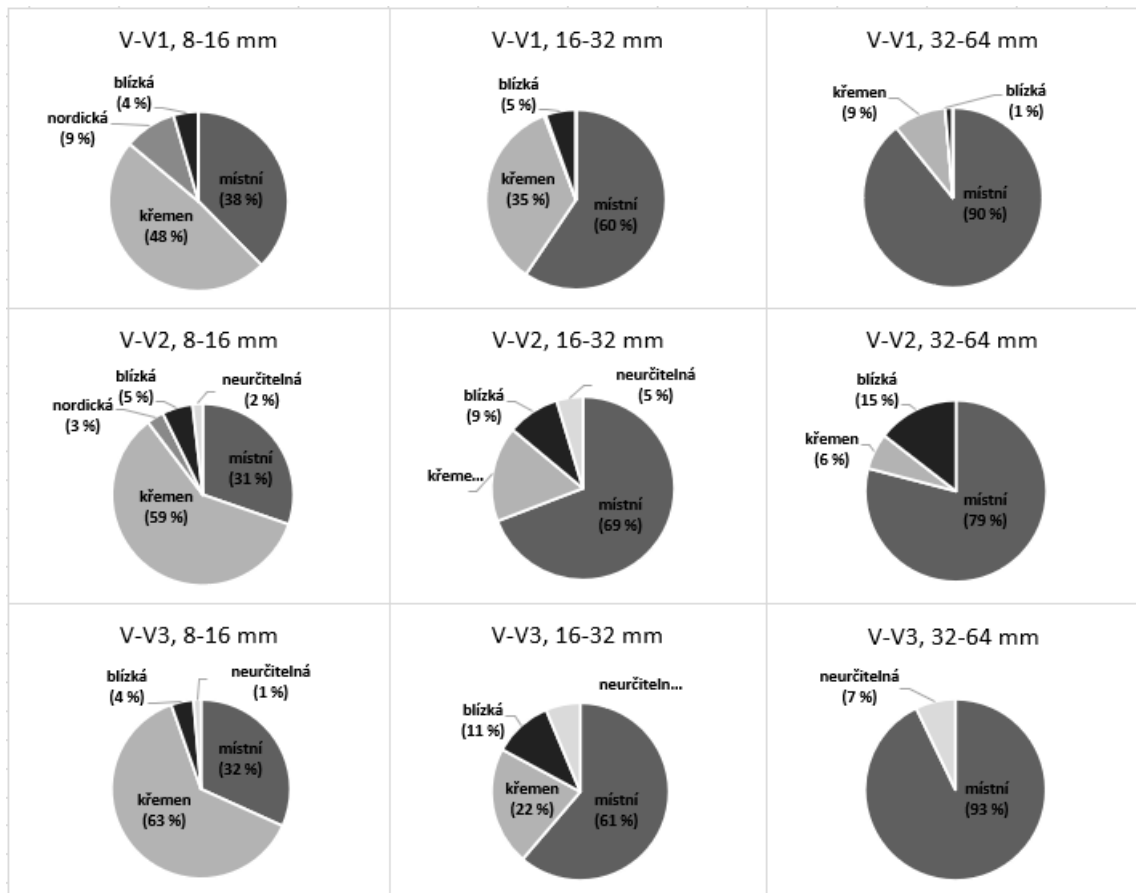 V-V1, 8-16 mm
blízká
(4 %)
nordická
(9 %)
místní
(38 %)
křemen
(48 %)
V-V1, 16-32 mm
blízká
(5 %)
křemen
(35 %)
místní
(60 %)
V-V1, 32-64 mm
křemen
(9 %)
blízká
(1 %)
místní
(90 %)
V-V2, 8-16 mm
blízká
(5 %)
neurčitelná
(2 %)
nordická
(3 %)
místní
(31 %)
křemen
(59 %)
V-V2, 16-32 mm
neurčitelná
(5 %)
blízká
(9 %)
křeme...
místní
(69 %)
V-V2, 32-64 mm
blízká
(15 %)
křemen
(6 %)
místní
(79 %)
V-V3, 8-16 mm
blízká
(4 %)
neurčitelná
(1 %)
místní
(32 %)
křemen
(63 %)
V-V3, 16-32 mm
neurčiteln...
blízká
(11 %)
křemen
(22 %)
místní
(61 %)
V-V3, 32-64 mm
neurčitelná
(7 %)
místní
(93 %)